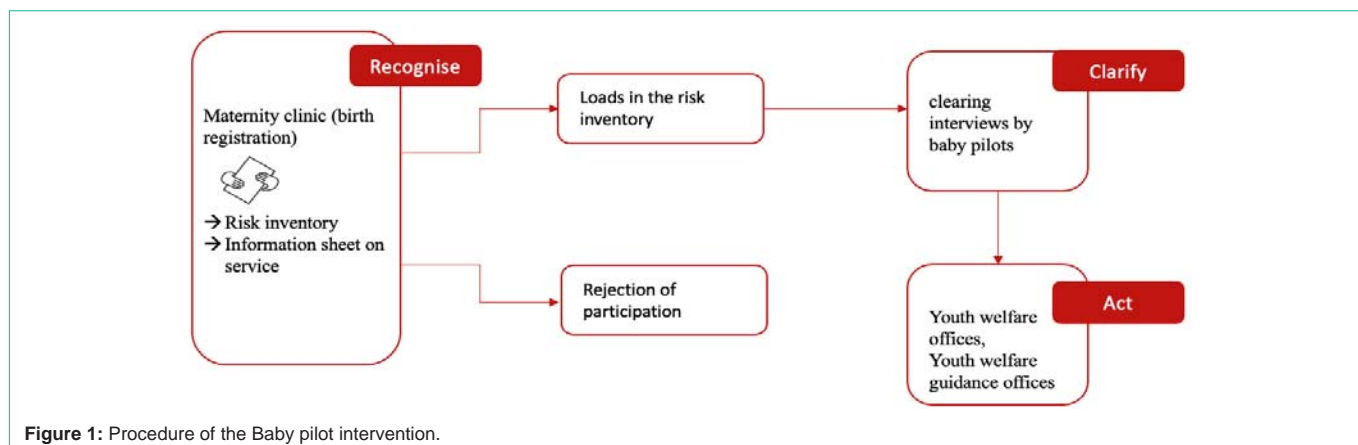 Recognise
Maternity clinic (birth
registration)
→ Risk inventory
→ Information sheet on
service
Loads in the risk
inventory
Rejection of
participation
Clarify
clearing
interviews by
baby pilots
Act
Youth welfare
offices,
Youth welfare
guidance offices
Figure 1: Procedure of the Baby pilot intervention.